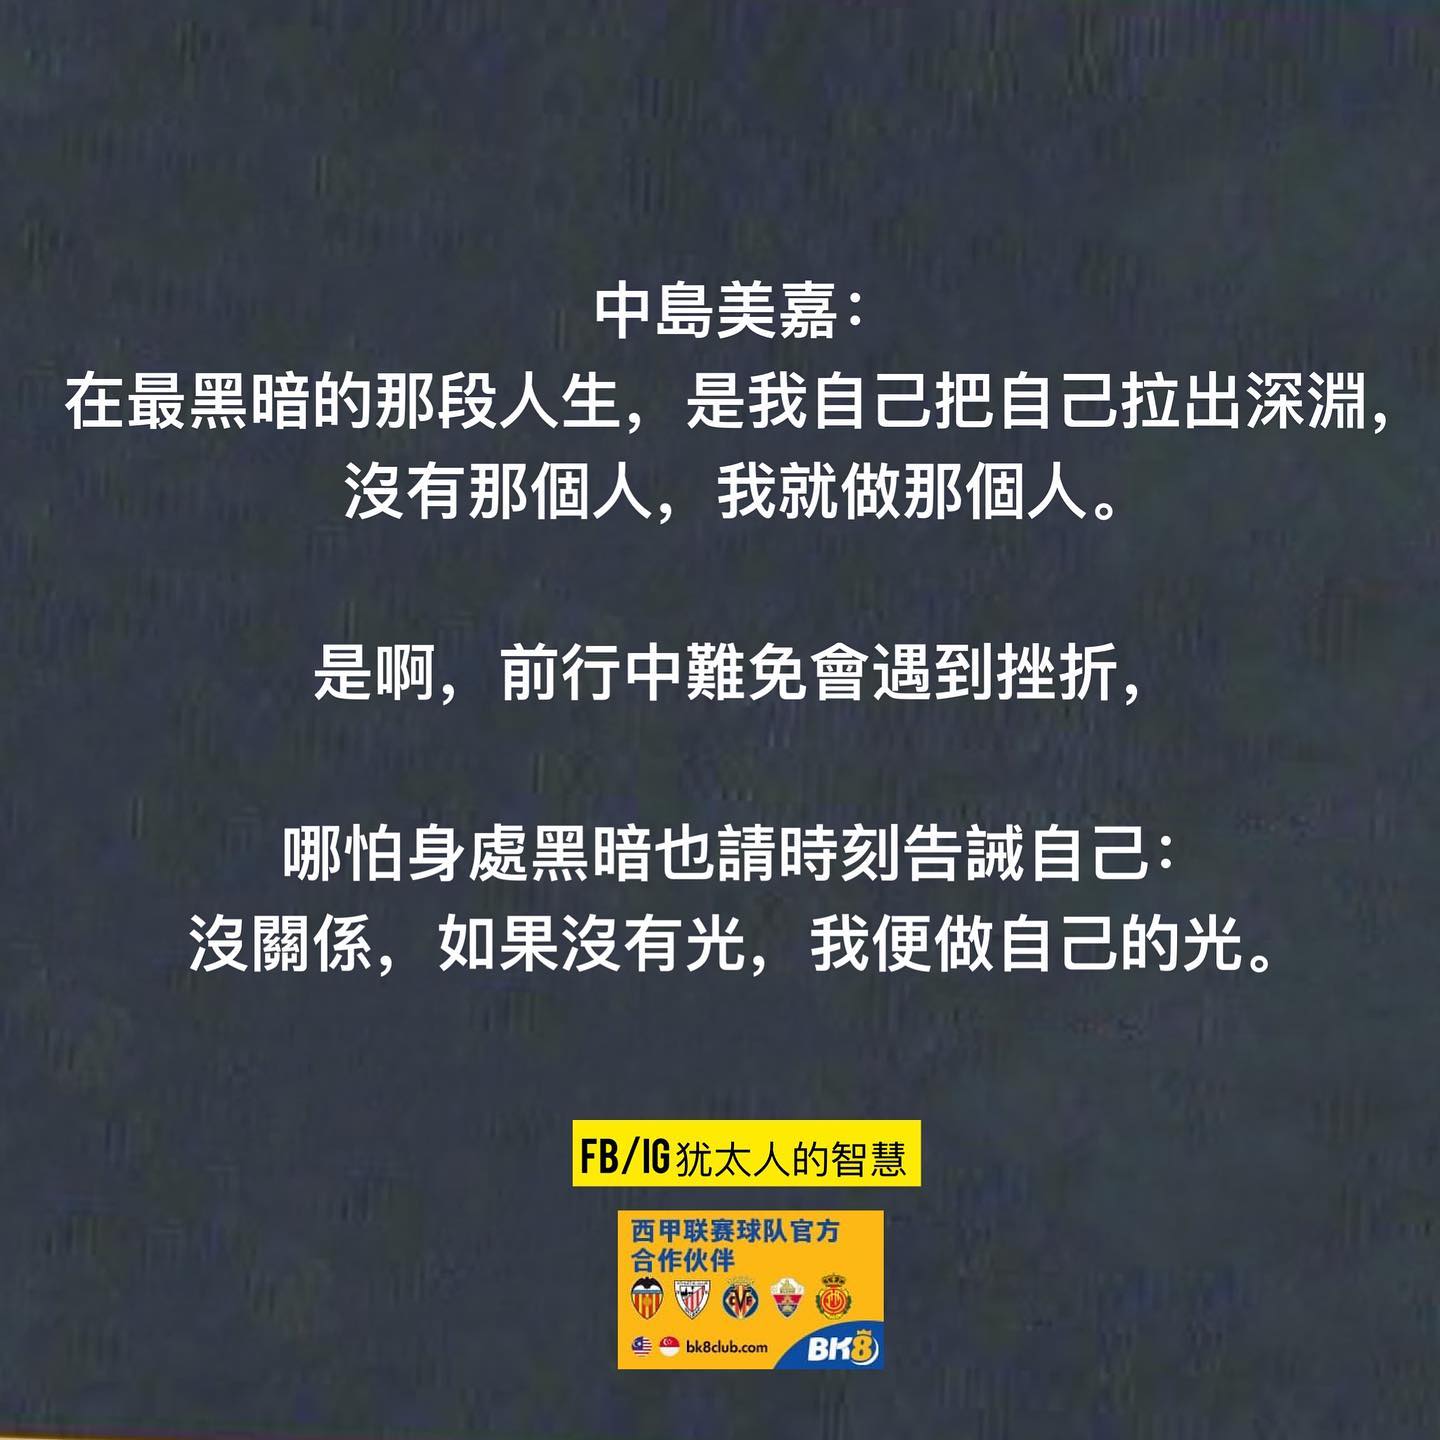 中島美嘉：
在最黑暗的那段人生，是我自己把自己拉出深淵，
沒有那個人，我就做那個人。
是啊，前行中難免會遇到挫折，
哪怕身處黑暗也請時刻告誡自己：
沒關係，如果沒有光，我便做自己的光。
FB/IG犹太人的智慧
西甲联赛球队官方
合作伙伴
bk8club.com
BK8